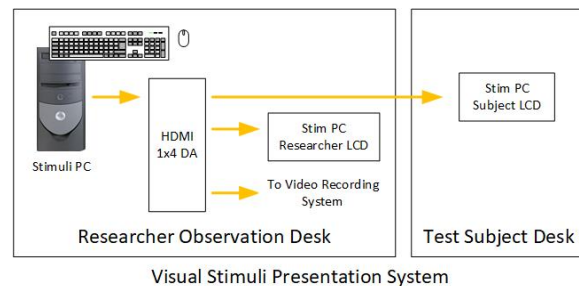 Stimuli PC
HDMI
1x4 DA
Stim PC
Researcher LCD
To Video Recording
System
Researcher Observation Desk
Stim PC
Subject LCD
Test Subject Desk
Visual Stimuli Presentation System